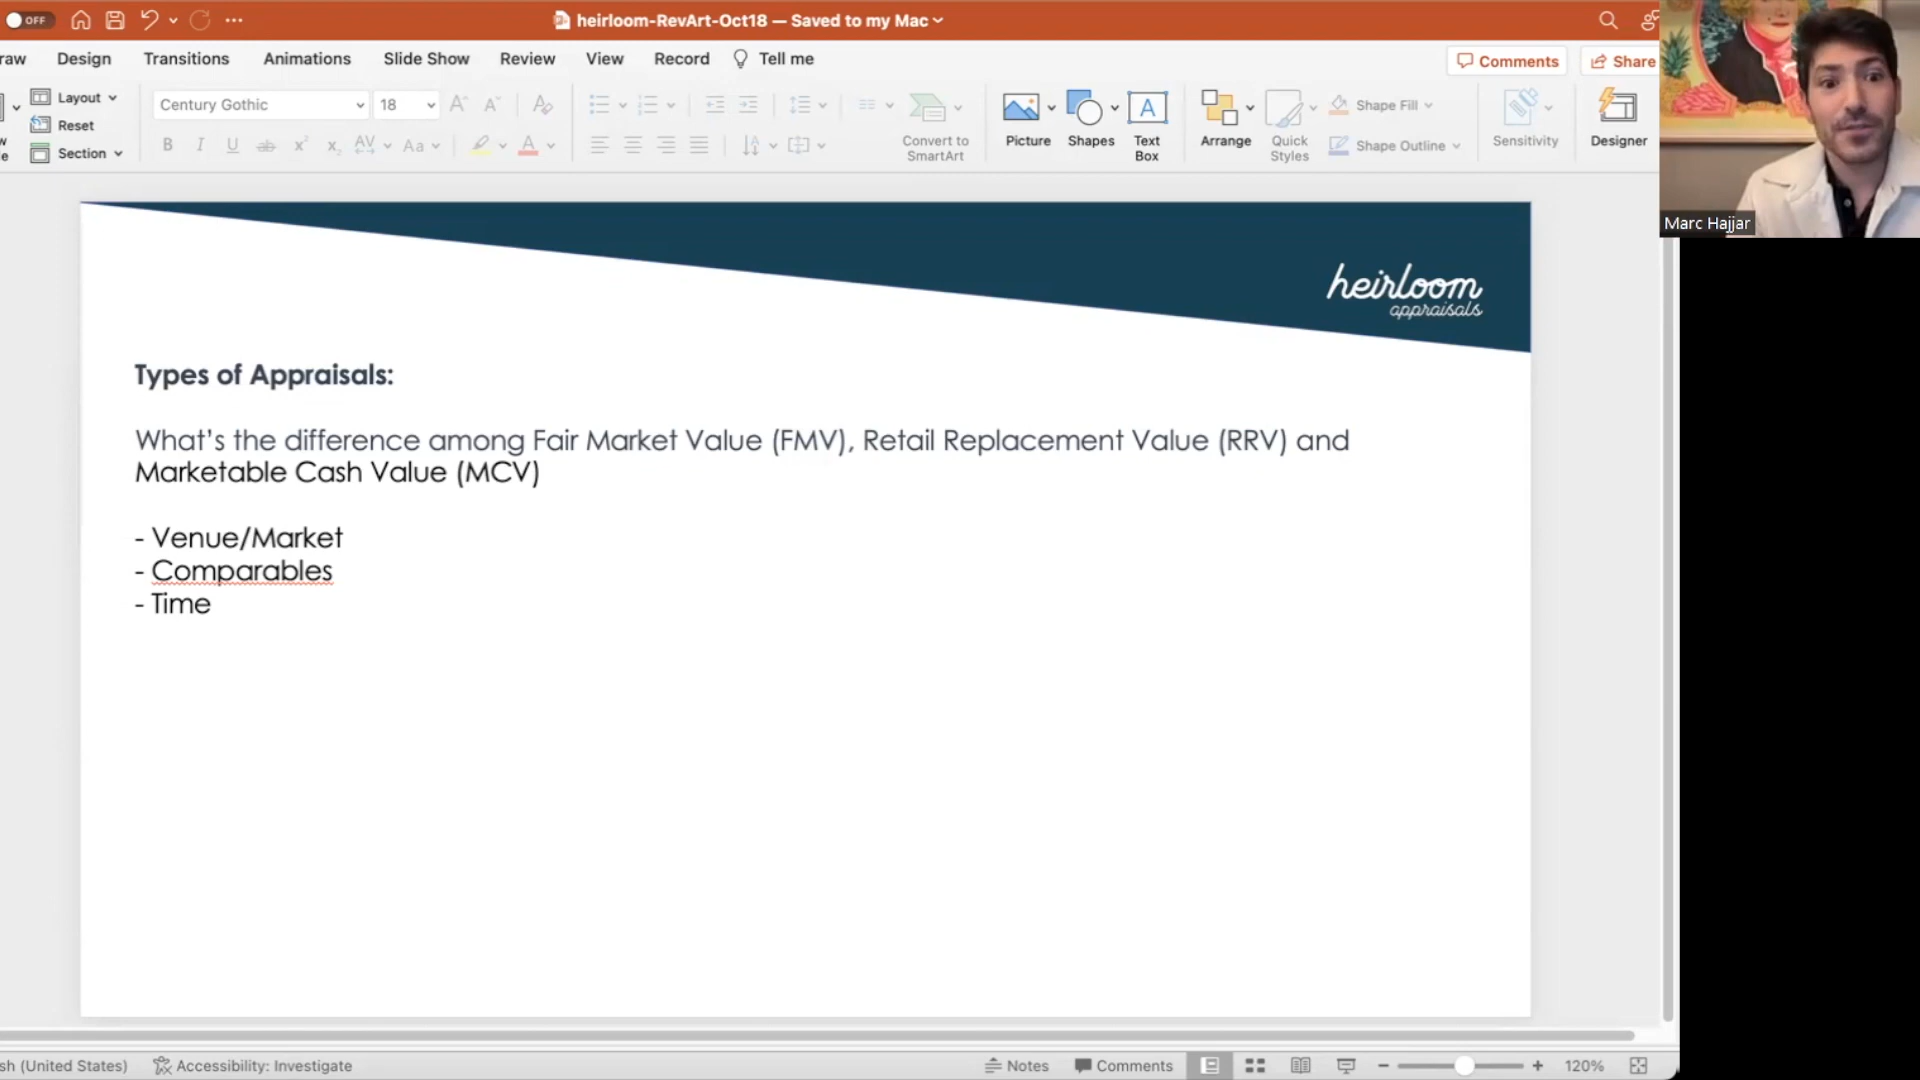 OFF
heirloom-RevArt-Oct18 — Saved to my Mac
raw Design Transitions Animations Slide Show Review View Record Tell me
Comments Share
Layout
Reset
Section
Century Gothic 18
Convert to
SmartArt
Picture Shapes Text
Box
Arrange Quick
Styles
Shape Fill
Shape Outline
Sensitivity
Designer
Marc Hajjar
heirloom
appraisals
Types of Appraisals:
What's the difference among Fair Market Value (FMV), Retail Replacement Value (RRV) and
Marketable Cash Value (MCV)
- Venue/Market
- Comparables
- Time
sh (United States) Accessibility: Investigate
Notes Comments 120%